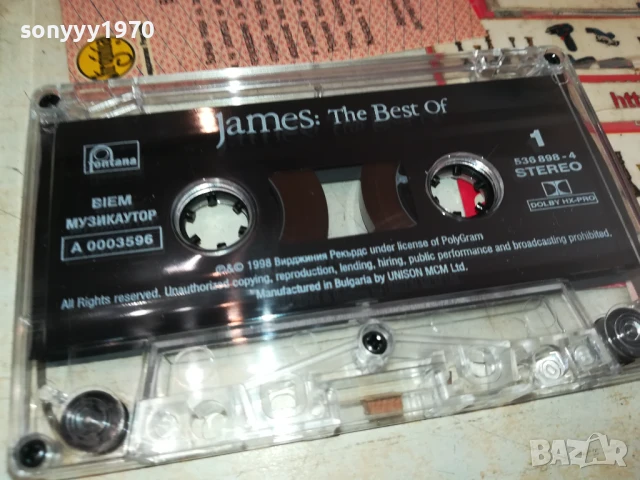 sonyyy1970
James: The Best Of
fontana
1
536 898 - 4
STEREO
BIEM
МУЗИКАУТОР
A 0003596
DOLBY HX-PRO
℗&© 1998 Вирджиния Рекърдс under license of PolyGram
All Rights reserved. Unauthorized copying, reproduction, lending, hiring, public performance and broadcasting prohibited.
Manufactured in Bulgaria by UNISON MCM Ltd.
BAZAR